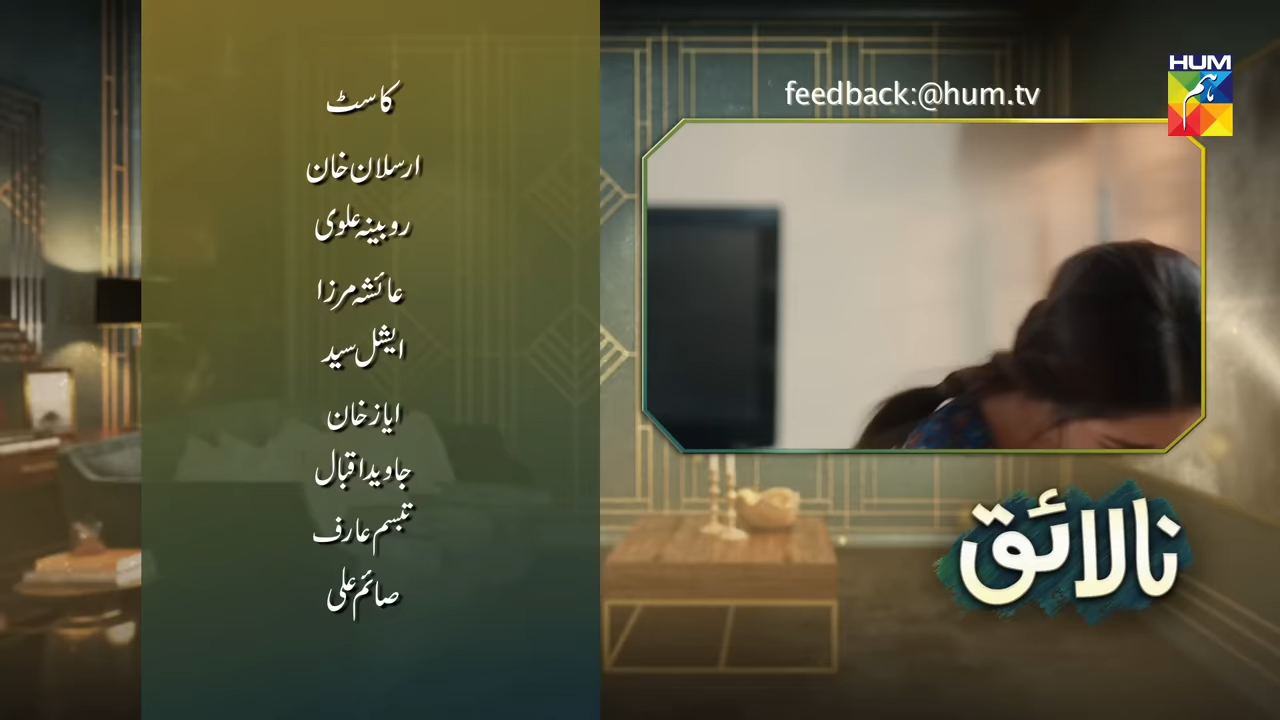 کاسٹ
ارسلان خان
روبینہ علوی
عائشہ مرزا
ایشل سید
ایاز خان
جاوید اقبال
تبسم عارف
صائم علی
feedback:@hum.tv
HUM
ہم
نالائق